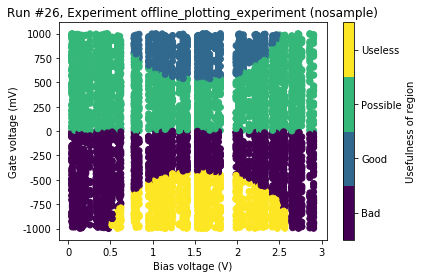 Run #26, Experiment offline_plotting_experiment (nosample)
1000
750
500
250
0
-250
-500
-750
-1000
Gate voltage (mV)
0
0.5
1
1.5
2
2.5
3
Bias voltage (V)
Useless
Possible
Good
Bad
Usefulness of region